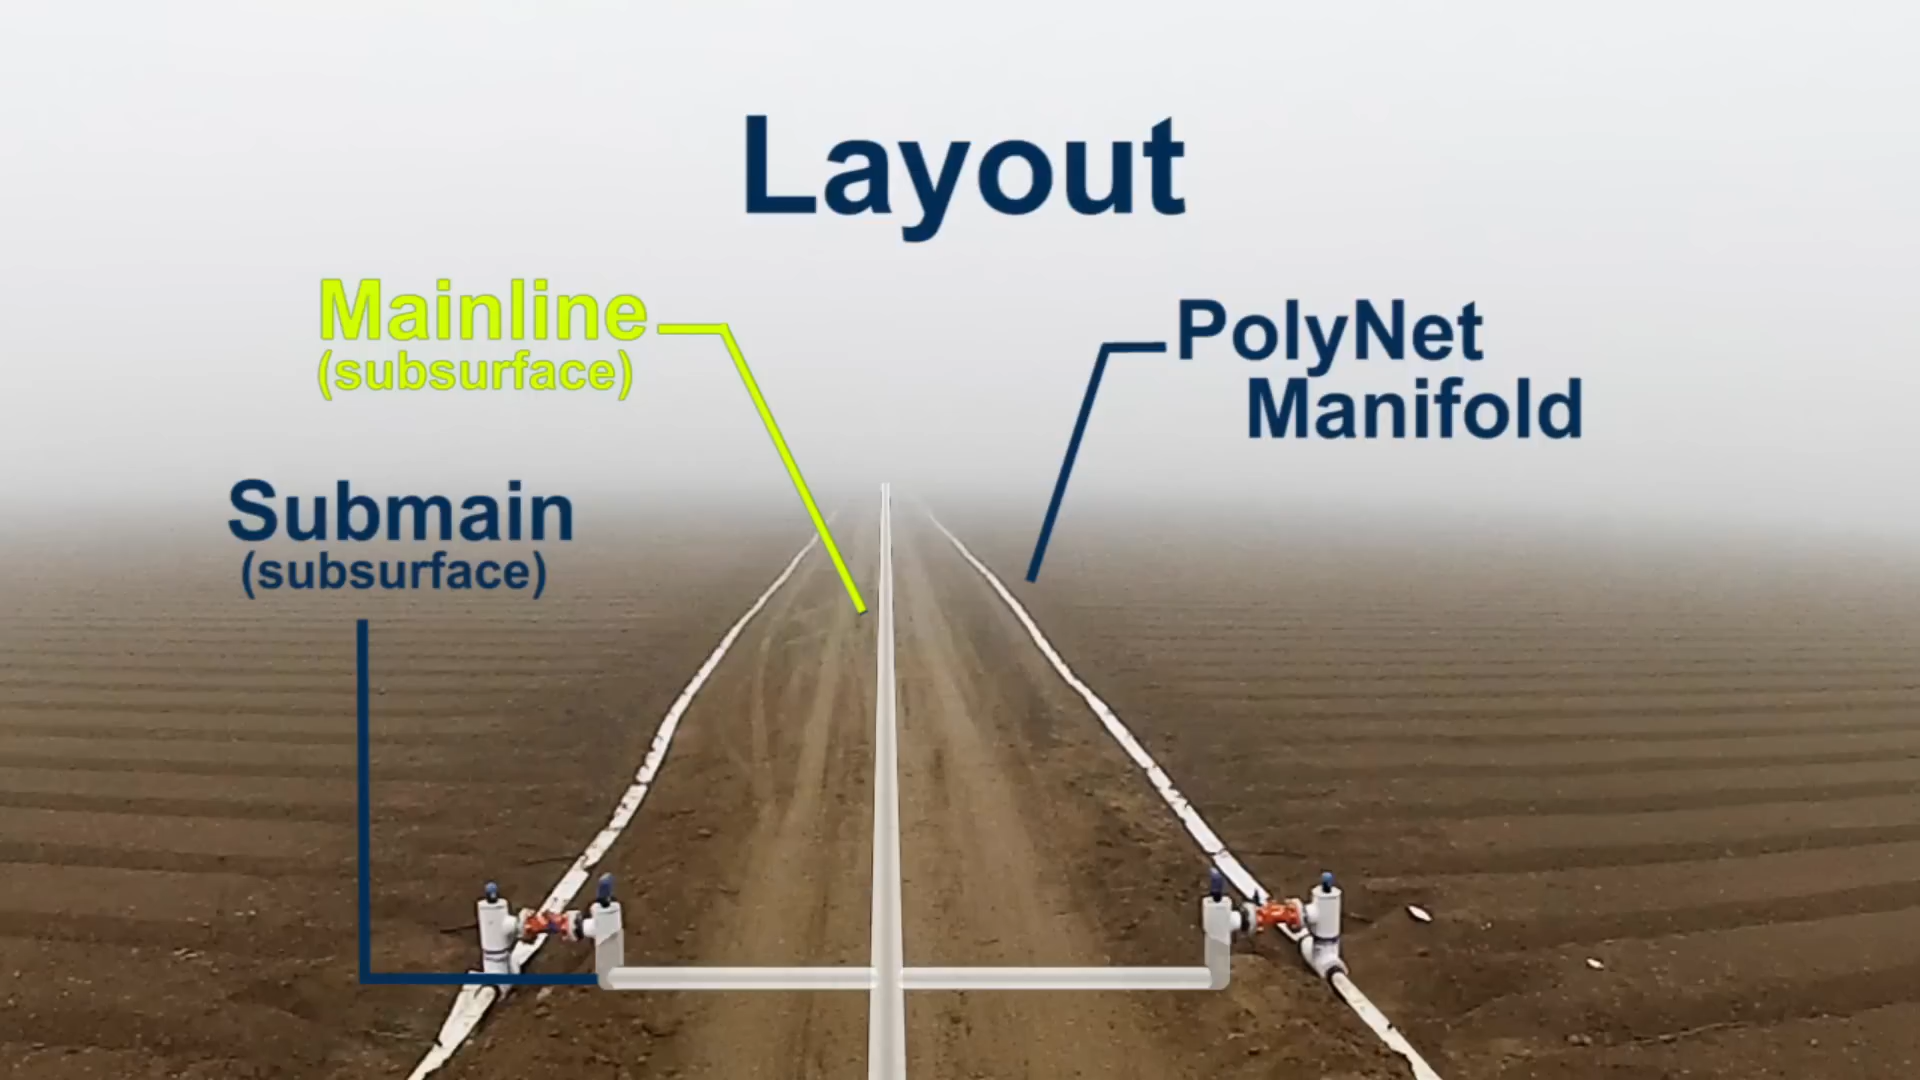 Layout
Mainline
(subsurface)
PolyNet
Manifold
Submain
(subsurface)